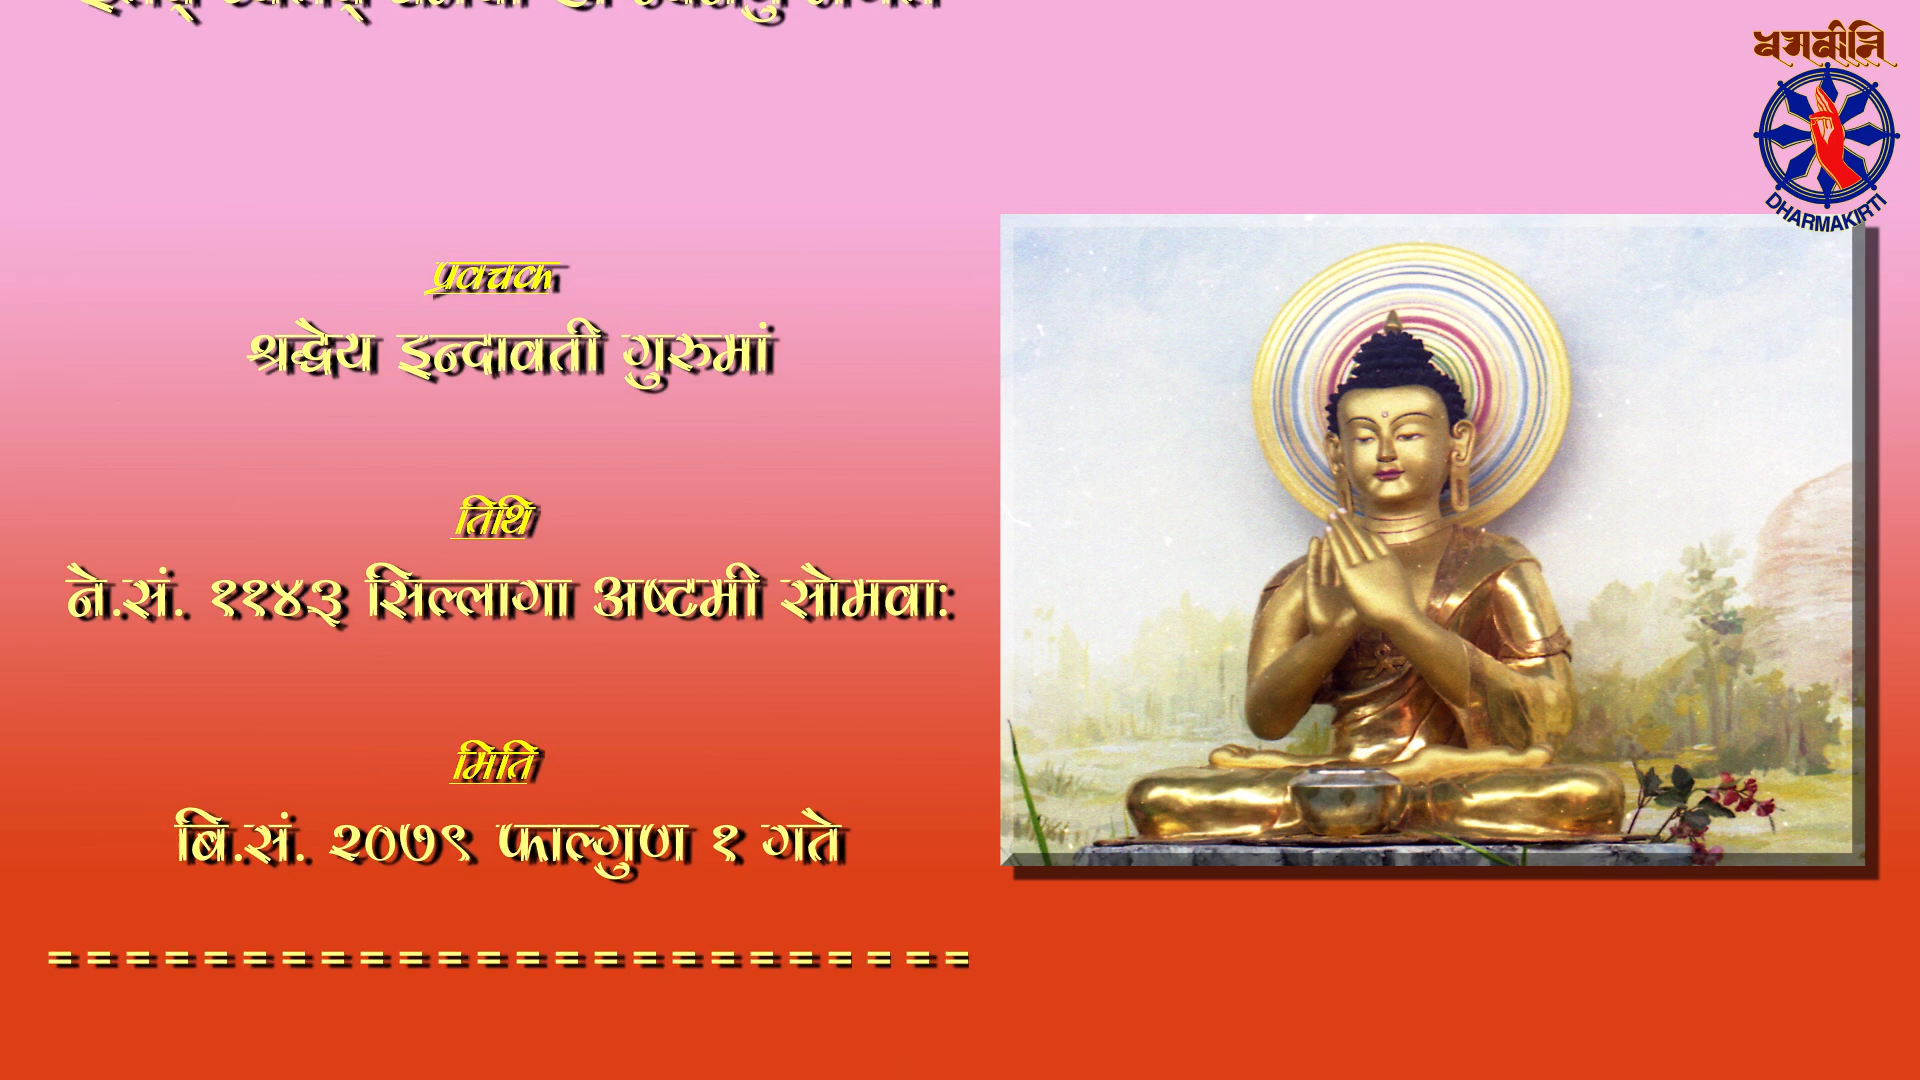 धर्मकीर्ति
DHARMAKIRTI
प्रवचक
श्रद्धेय इन्दावती गुरुमां
तिथि
ने.सं. ११४३ सिल्लागा अष्टमी सोमवाः
मिति
बि.सं. २०७९ फाल्गुण १ गते
========================